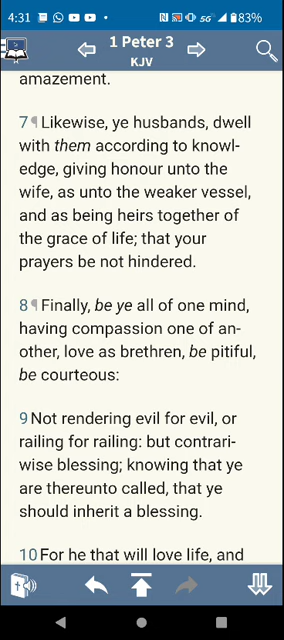 4:31 5G 83%
1 Peter 3
KJV
amazement.
7 ¶ Likewise, ye husbands, dwell
with them according to knowl-
edge, giving honour unto the
wife, as unto the weaker vessel,
and as being heirs together of
the grace of life; that your
prayers be not hindered.
8 ¶ Finally, be ye all of one mind,
having compassion one of an-
other, love as brethren, be pitiful,
be courteous:
9 Not rendering evil for evil, or
railing for railing: but contrari-
wise blessing; knowing that ye
are thereunto called, that ye
should inherit a blessing.
10 For he that will love life, and